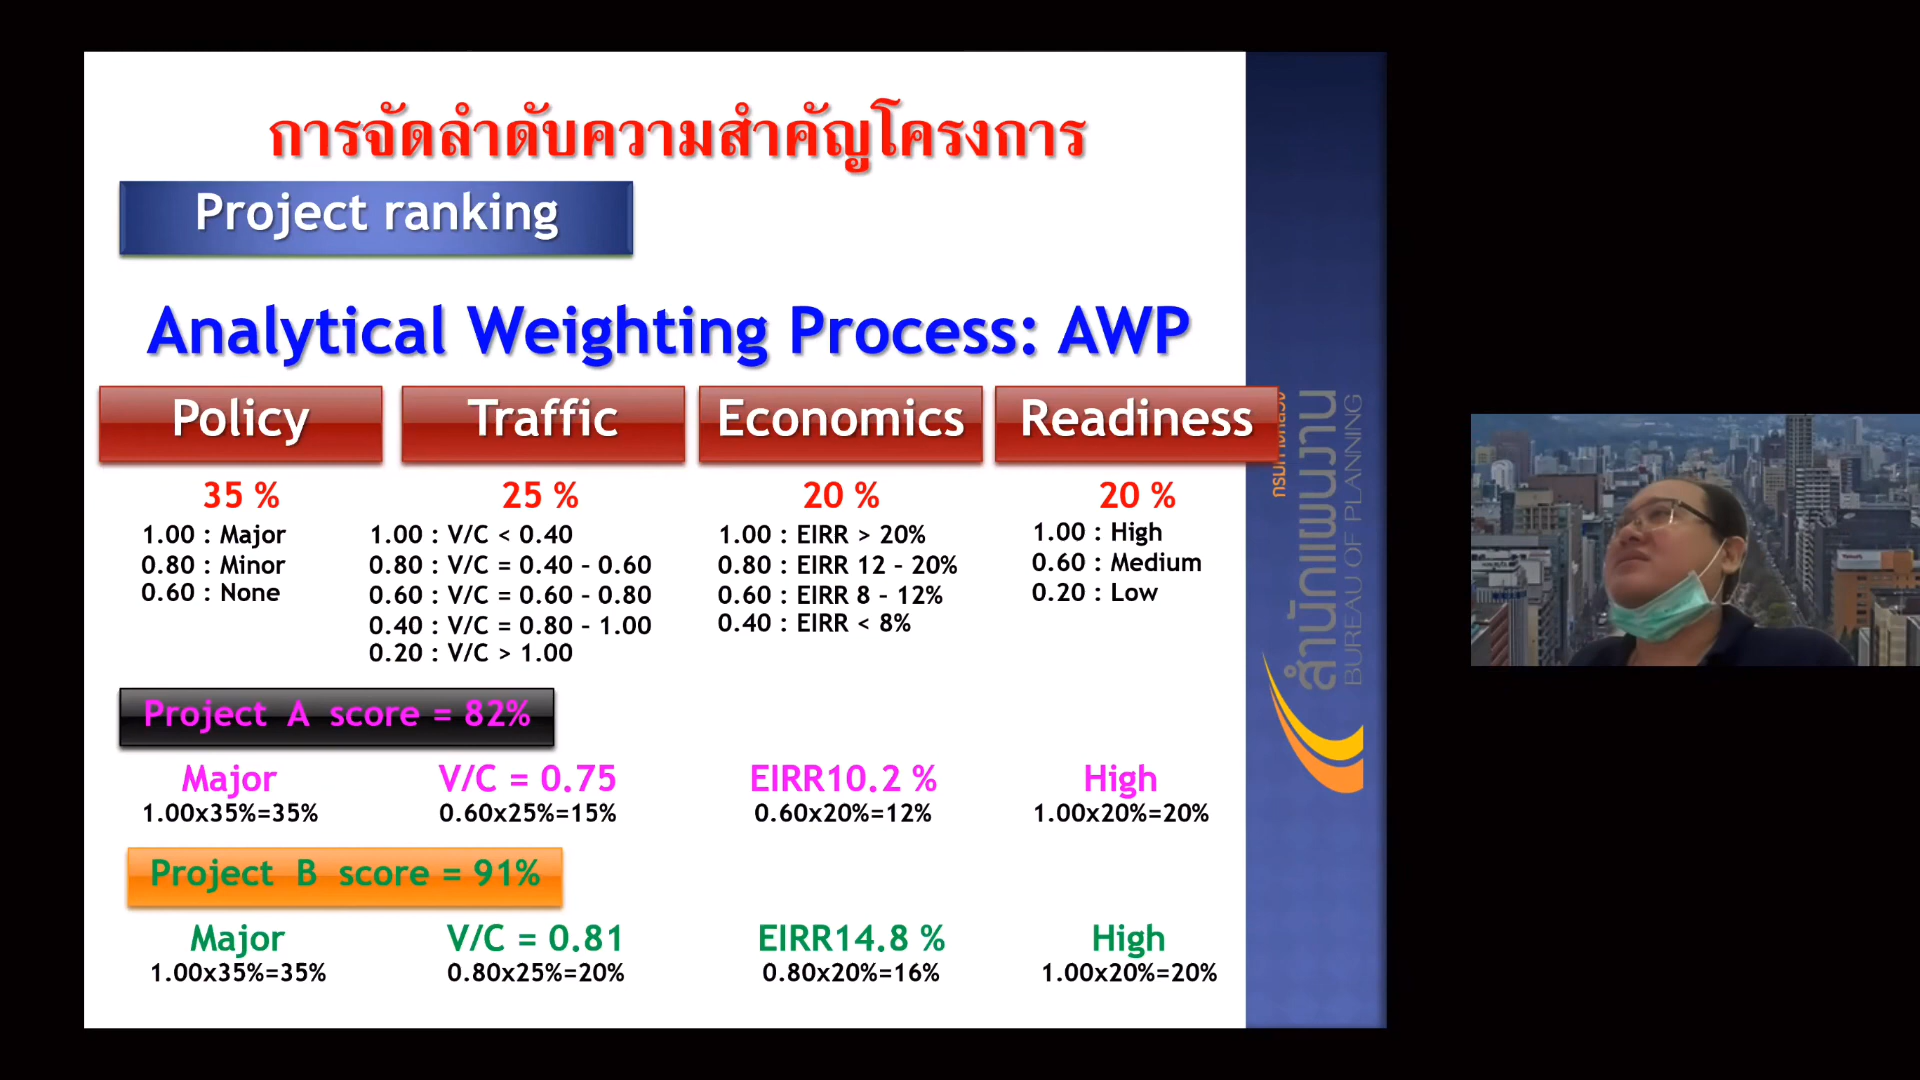 การจัดลำดับความสำคัญโครงการ
Project ranking
Analytical Weighting Process: AWP
Policy
35 %
1.00 : Major
0.80 : Minor
0.60 : None
Traffic
25 %
1.00 : V/C < 0.40
0.80 : V/C = 0.40 – 0.60
0.60 : V/C = 0.60 – 0.80
0.40 : V/C = 0.80 – 1.00
0.20 : V/C > 1.00
Economics
20 %
1.00 : EIRR > 20%
0.80 : EIRR 12 – 20%
0.60 : EIRR 8 – 12%
0.40 : EIRR < 8%
Readiness
20 %
1.00 : High
0.60 : Medium
0.20 : Low
Project A score = 82%
Major
1.00x35%=35%
V/C = 0.75
0.60x25%=15%
EIRR10.2 %
0.60x20%=12%
High
1.00x20%=20%
Project B score = 91%
Major
1.00x35%=35%
V/C = 0.81
0.80x25%=20%
EIRR14.8 %
0.80x20%=16%
High
1.00x20%=20%
สำนักแผนงาน
BUREAU OF PLANNING